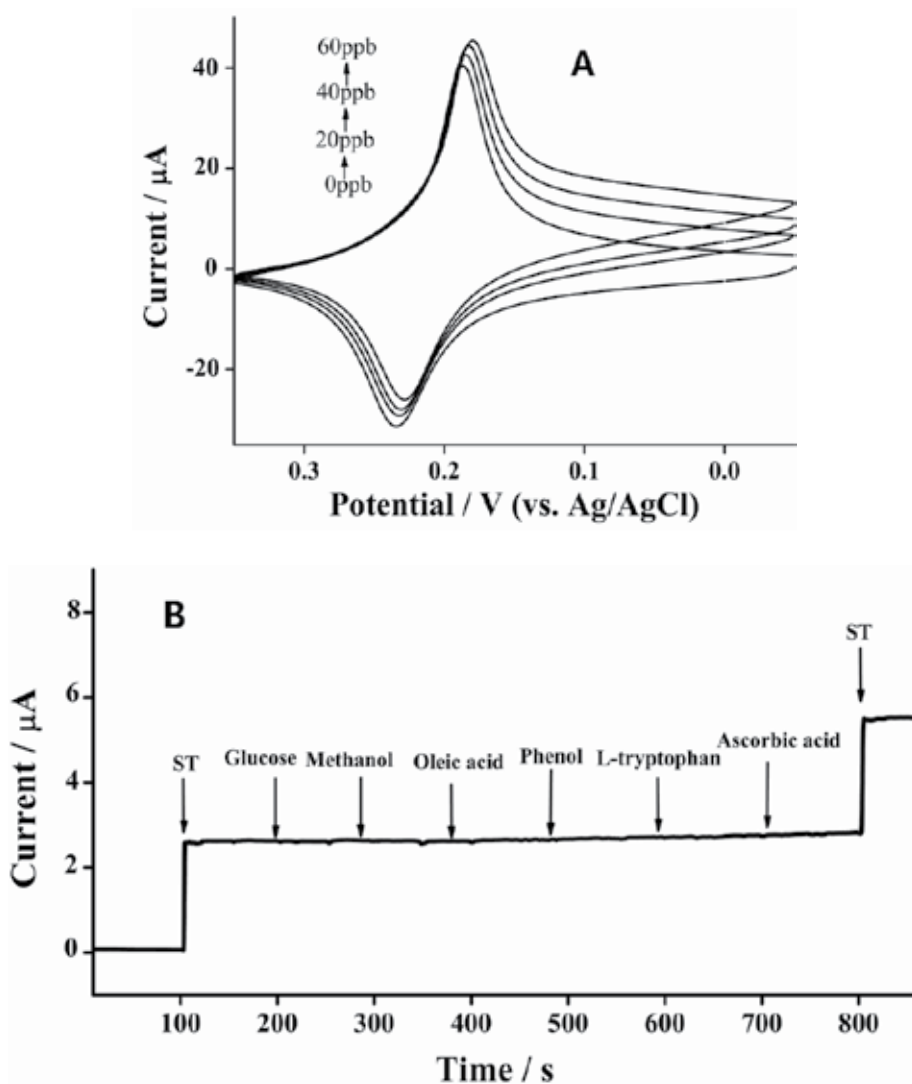 A
60ppb
40ppb
20ppb
0ppb
40
20
0
-20
Current / μA
0.3 0.2 0.1 0.0
Potential / V (vs. Ag/AgCl)
B
8
6
4
2
0
Current / μA
ST
Glucose
Methanol
Oleic acid
Phenol
L-tryptophan
Ascorbic acid
ST
100 200 300 400 500 600 700 800
Time / s